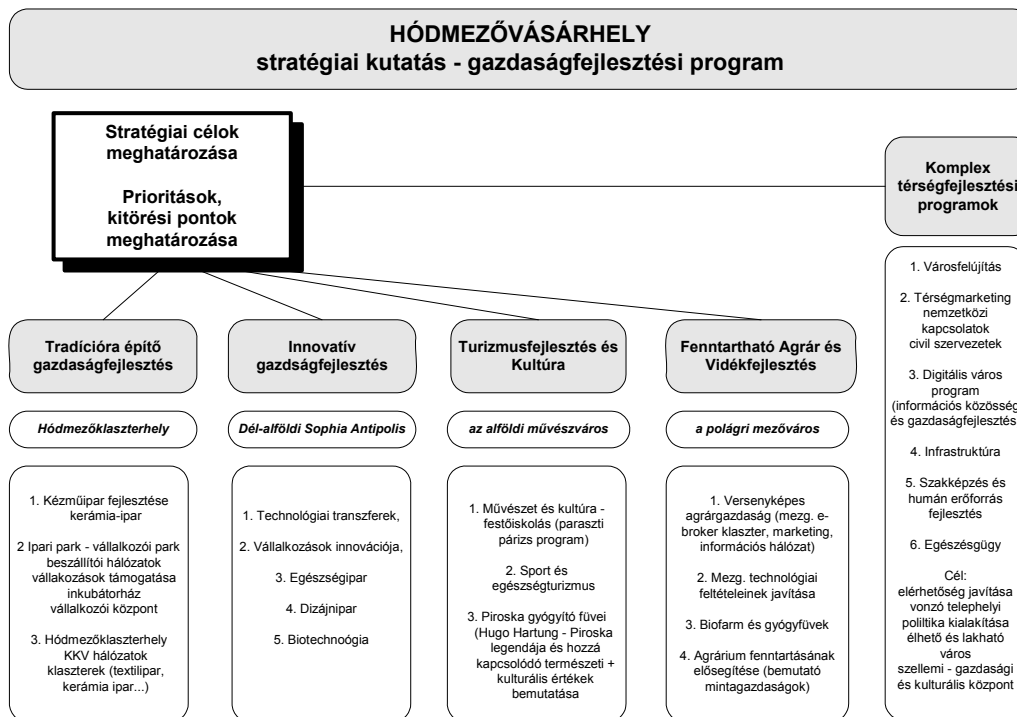 HÓDMEZŐVÁSÁRHELY
stratégiai kutatás - gazdaságfejlesztési program
Stratégiai célok
meghatározása
Prioritások,
kitörési pontok
meghatározása
Komplex
térségfejlesztési
programok
Tradícióra építő
gazdaságfejlesztés
Hódmezőklaszterhely
1. Kézműipar fejlesztése
kerámia-ipar
2 Ipari park - vállalkozói park
beszállítói hálózatok
vállakozások támogatása
inkubátorház
vállalkozói központ
3. Hódmezőklaszterhely
KKV hálózatok
klaszterek (textilipar,
kerámia ipar...)
Innovatív
gazdságfejlesztés
Dél-alföldi Sophia Antipolis
1. Technológiai transzferek,
2. Vállalkozások innovációja,
3. Egészségipar
4. Dizájnipar
5. Biotechnoógia
Turizmusfejlesztés és
Kultúra
az alföldi művészváros
1. Művészet és kultúra -
festőiskolás (paraszti
párizs program)
2. Sport és
egészségturizmus
3. Piroska gyógyító füvei
(Hugo Hartung - Piroska
legendája és hozzá
kapcsolódó természeti +
kulturális értékek
bemutatása
Fenntartható Agrár és
Vidékfejlesztés
a polágri mezőváros
1. Versenyképes
agrárgazdaság (mezg. e-
broker klaszter, marketing,
információs hálózat)
2. Mezg. technológiai
feltételeinek javítása
3. Biofarm és gyógyfüvek
4. Agrárium fenntartásának
elősegítése (bemutató
mintagazdaságok)
1. Városfelújítás
2. Térségmarketing
nemzetközi
kapcsolatok
civil szervezetek
3. Digitális város
program
(információs közösség
és gazdaságfejlesztés
4. Infrastruktúra
5. Szakképzés és
humán erőforrás
fejlesztés
6. Egészésgügy
Cél:
elérhetőség javítása
vonzó telephelyi
poliltika kialakítása
élhető és lakható
város
szellemi - gazdasági
és kulturális központ